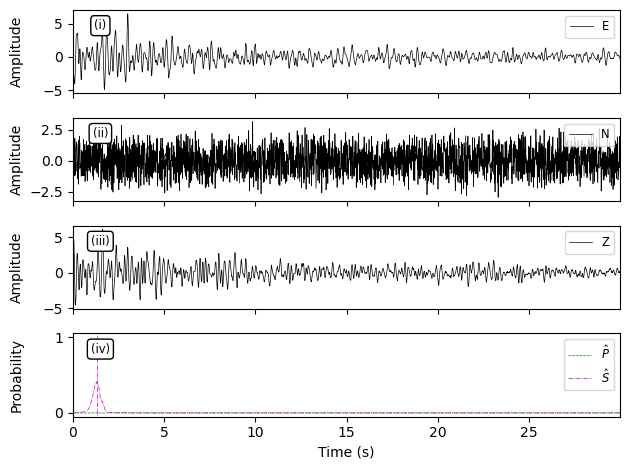 Amplitude
5
0
−5
(i)
E
Amplitude
2.5
0.0
−2.5
(ii)
N
Amplitude
5
0
−5
(iii)
Z
Probability
1
0
(iv)
P̂
Ŝ
0 5 10 15 20 25
Time (s)